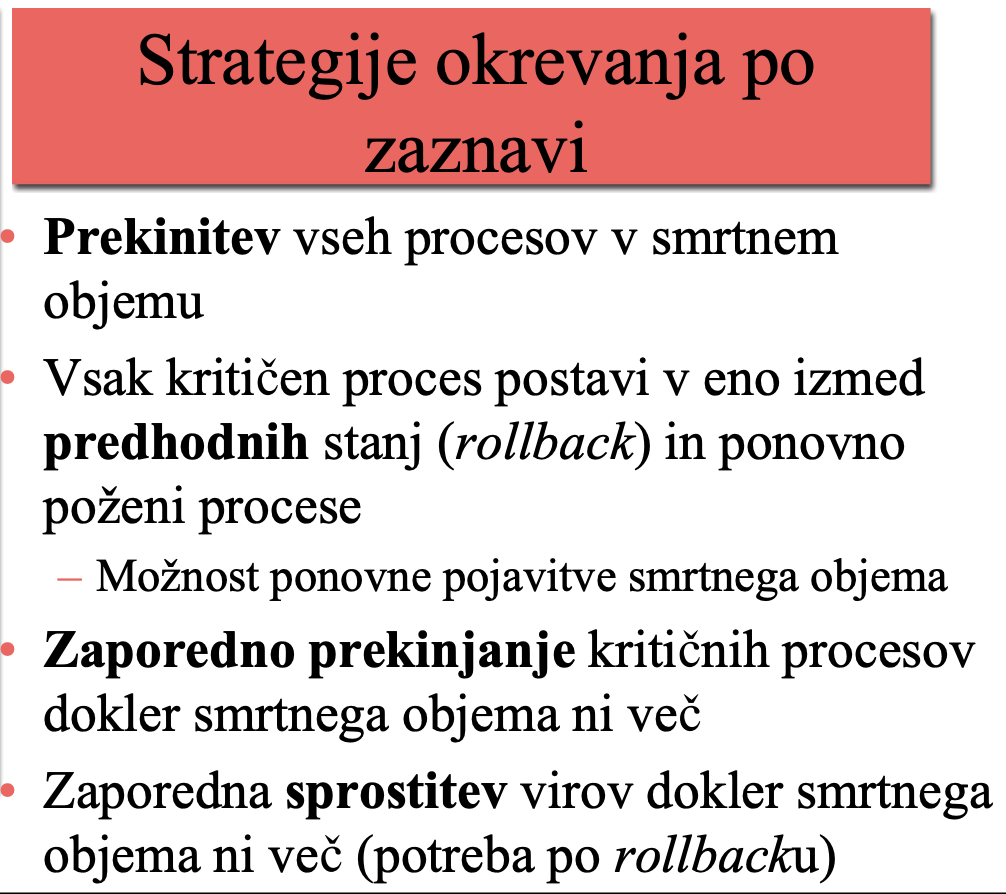 Strategije okrevanja po
zaznavi
• Prekinitev vseh procesov v smrtnem
objemu
• Vsak kritičen proces postavi v eno izmed
predhodnih stanj (rollback) in ponovno
poženi procese
– Možnost ponovne pojavitve smrtnega objema
• Zaporedno prekinjanje kritičnih procesov
dokler smrtnega objema ni več
• Zaporedna sprostitev virov dokler smrtnega
objema ni več (potreba po rollbacku)